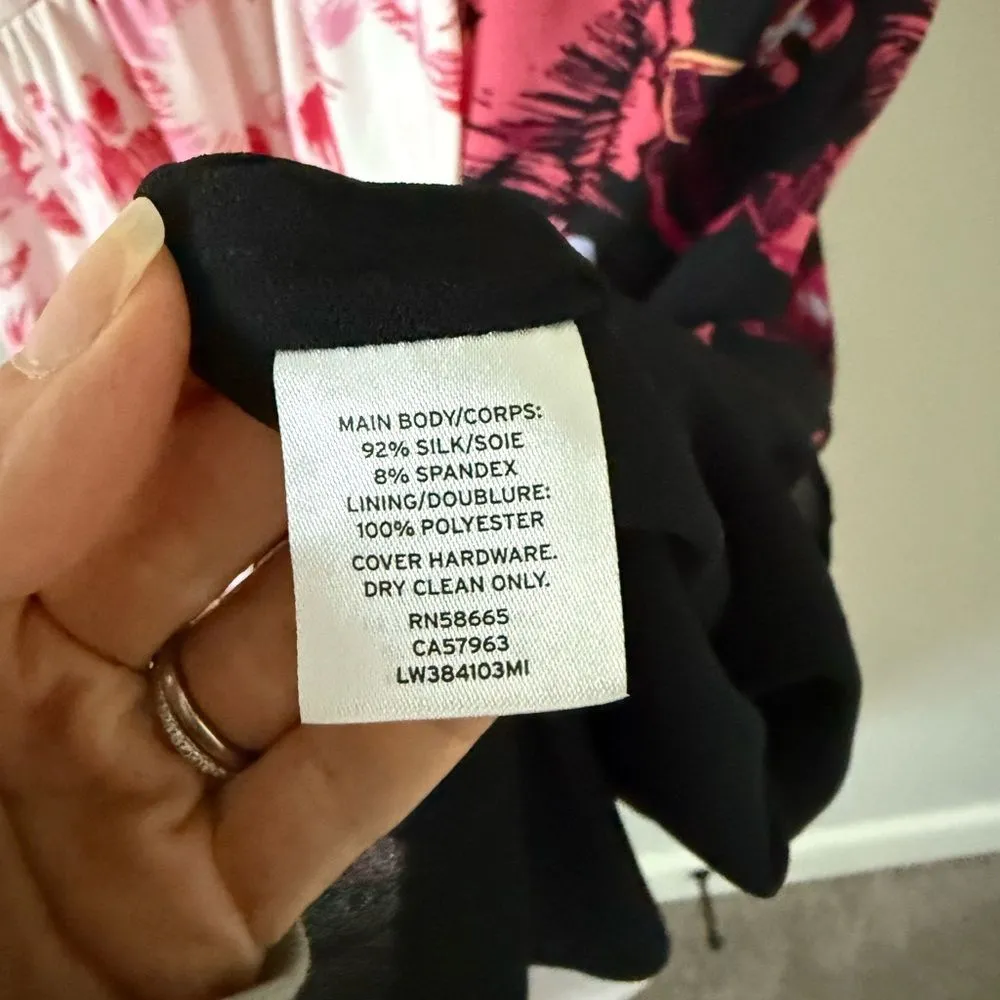 MAIN BODY/CORPS:
92% SILK/SOIE
8% SPANDEX
LINING/DOUBLURE:
100% POLYESTER
COVER HARDWARE.
DRY CLEAN ONLY.
RN58665
CA57963
LW384103MI